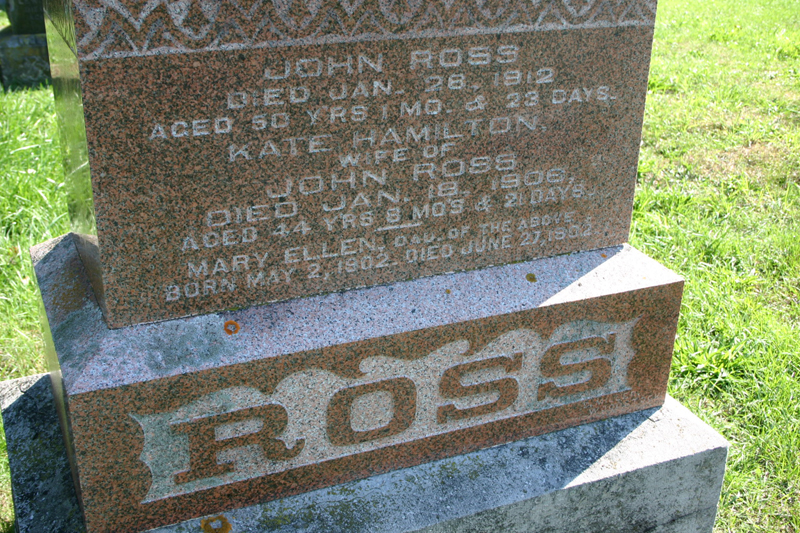 JOHN ROSS
DIED JAN. 28, 1912
AGED 50 YRS 1 MO. & 23 DAYS.
KATE HAMILTON.
WIFE OF
JOHN ROSS
DIED JAN. 18, 1906.
AGED 44 YRS 8 MO'S & 21 DAYS.
MARY ELLEN, DAU. OF THE ABOVE
BORN MAY 2, 1902. DIED JUNE 27, 1902
ROSS